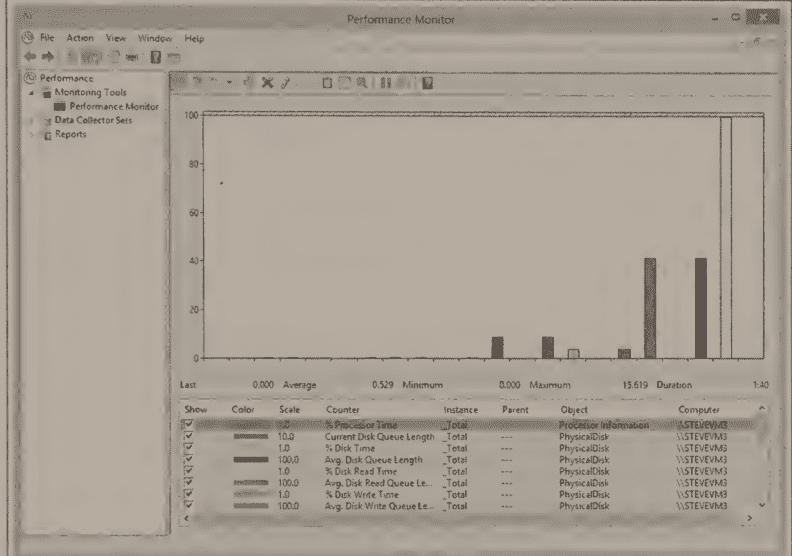 Performance Monitor
File Action View Window Help
Performance
Monitoring Tools
Performance Monitor
Data Collector Sets
Reports
100
80
60
40
20
0
Last 0.000 Average 0.529 Minimum 0.000 Maximum 15.619 Duration 1:40
Show Color Scale Counter Instance Parent Object Computer
1.0 % Processor Time _Total Processor Information \\STEVEVM3
10.0 Current Disk Queue Length _Total --- PhysicalDisk \\STEVEVM3
1.0 % Disk Time _Total --- PhysicalDisk \\STEVEVM3
100.0 Avg. Disk Queue Length _Total --- PhysicalDisk \\STEVEVM3
1.0 % Disk Read Time _Total --- PhysicalDisk \\STEVEVM3
100.0 Avg. Disk Read Queue Le... _Total --- PhysicalDisk \\STEVEVM3
1.0 % Disk Write Time _Total --- PhysicalDisk \\STEVEVM3
100.0 Avg. Disk Write Queue Le... _Total --- PhysicalDisk \\STEVEVM3